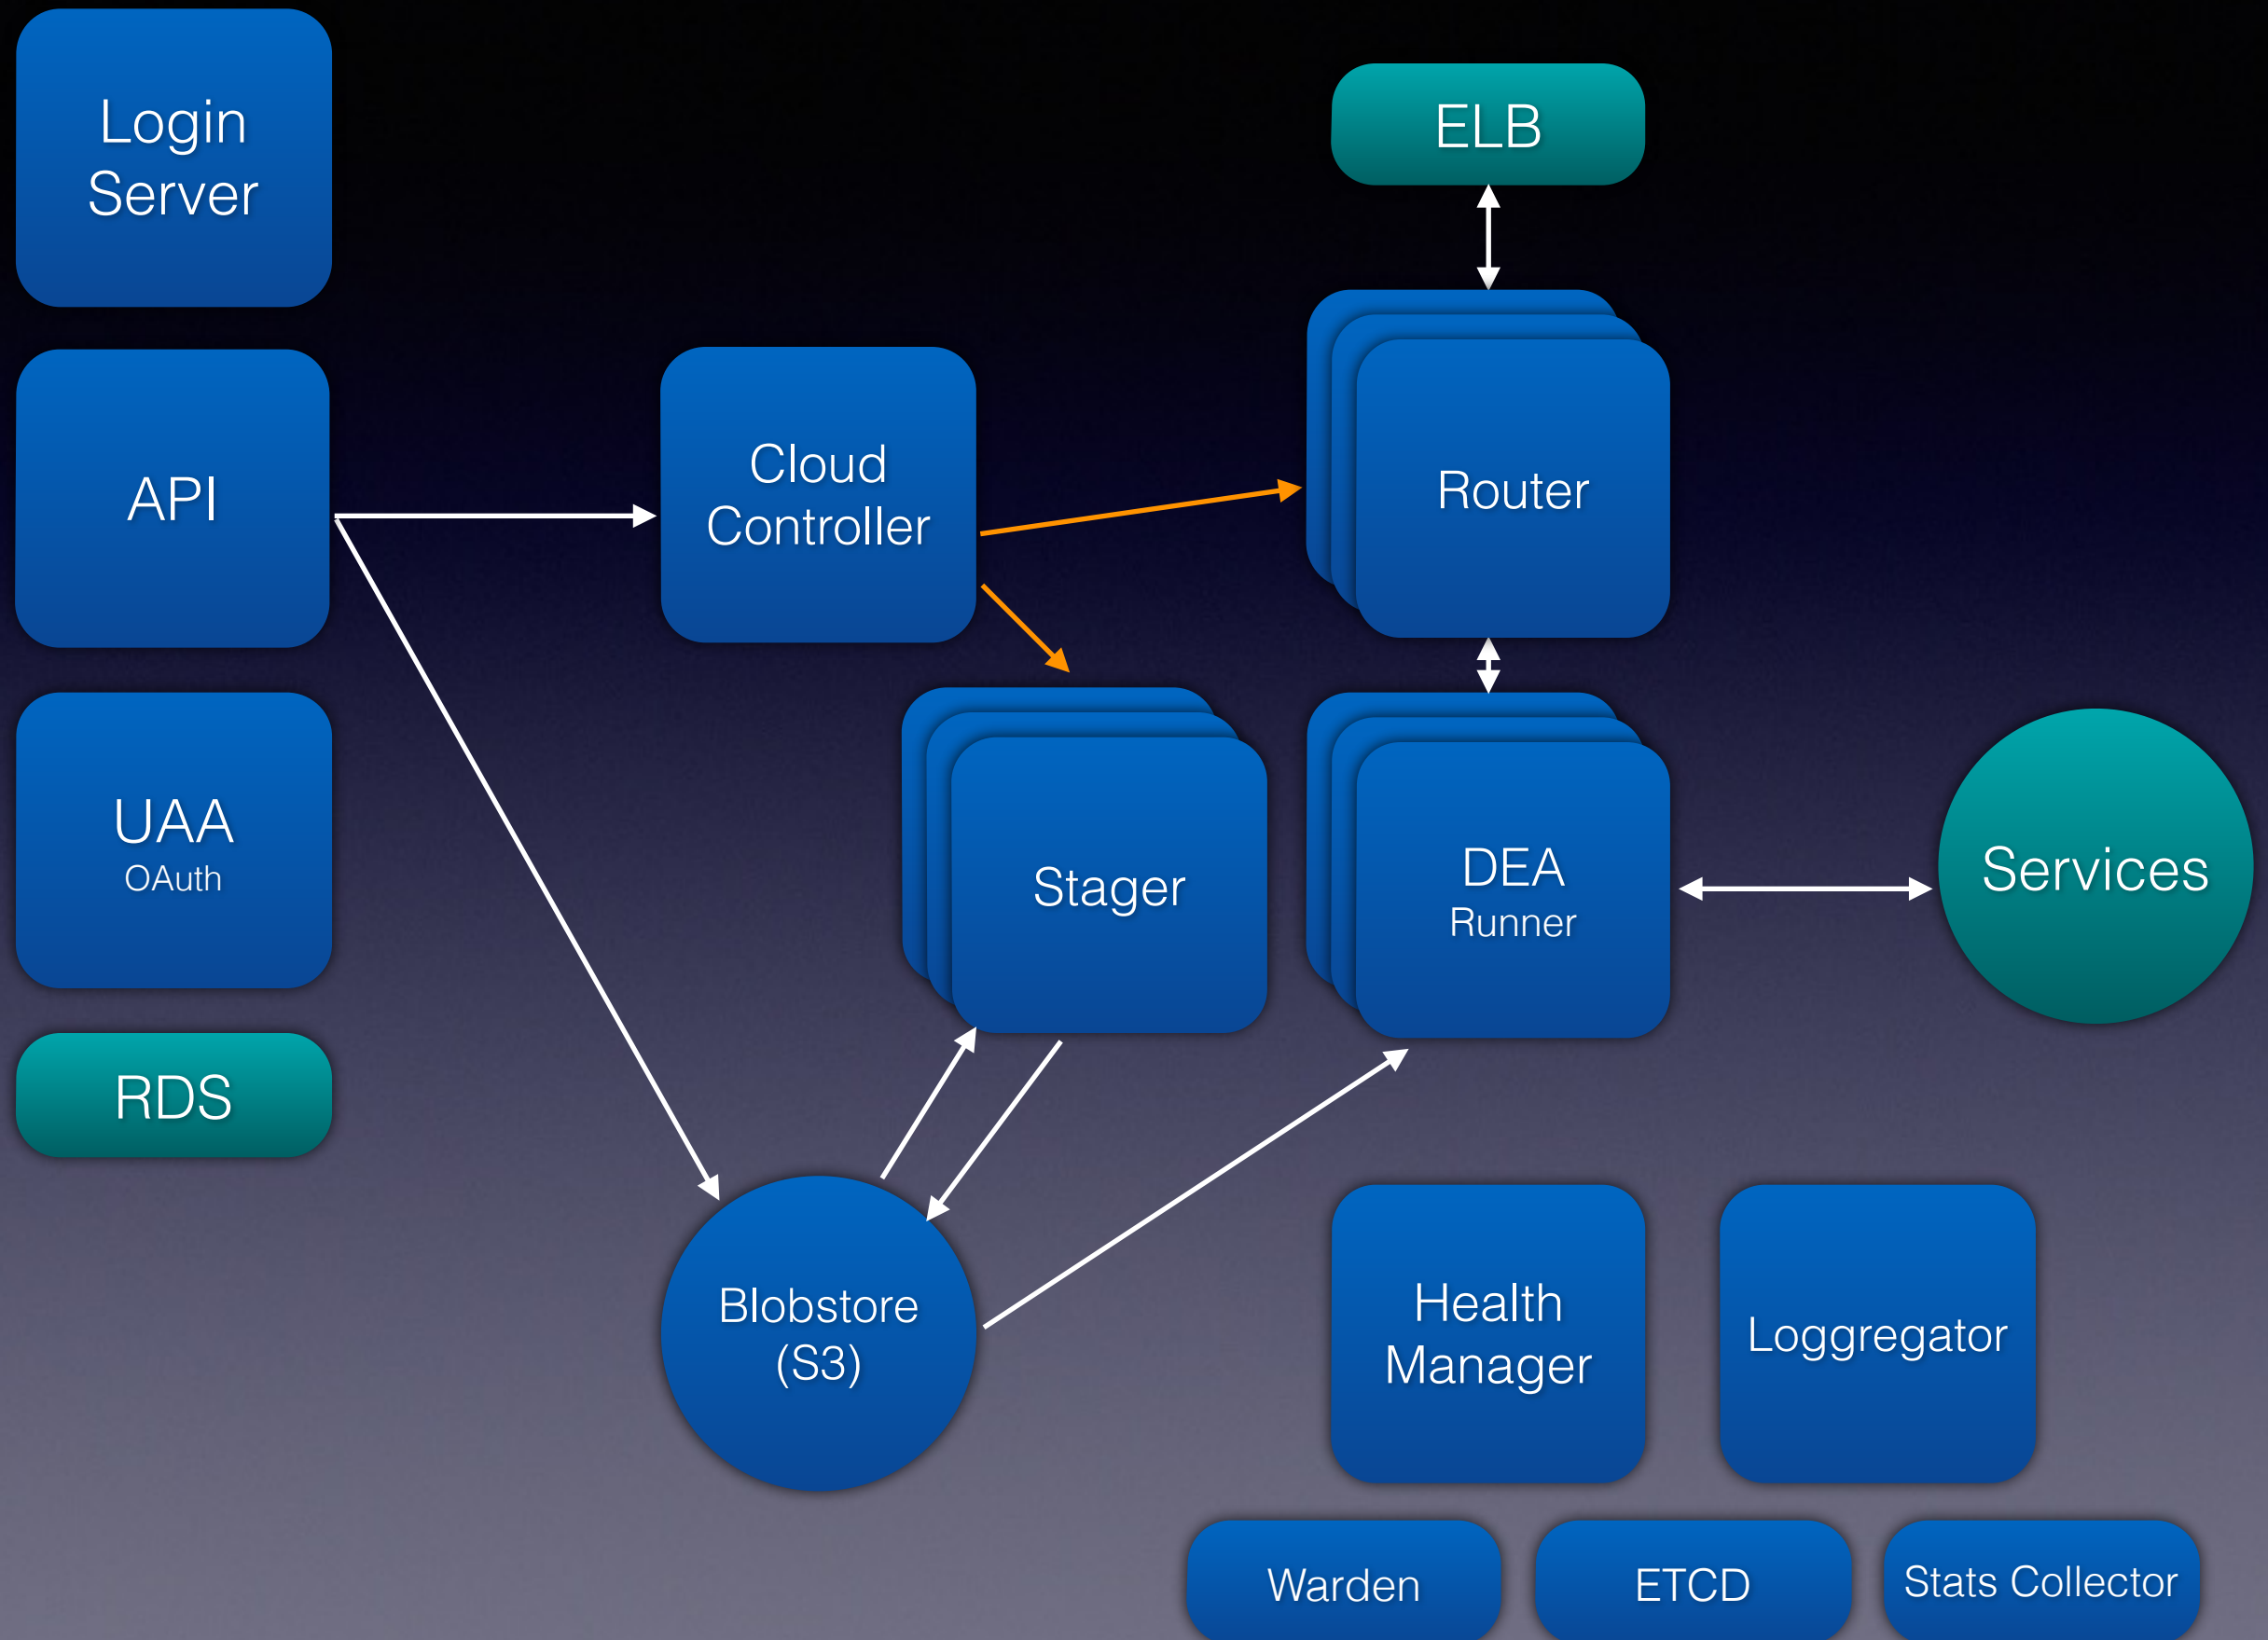 Login
Server
ELB
API
Cloud
Controller
Router
UAA
OAuth
Stager
DEA
Runner
Services
RDS
Blobstore
(S3)
Health
Manager
Loggregator
Warden
ETCD
Stats Collector